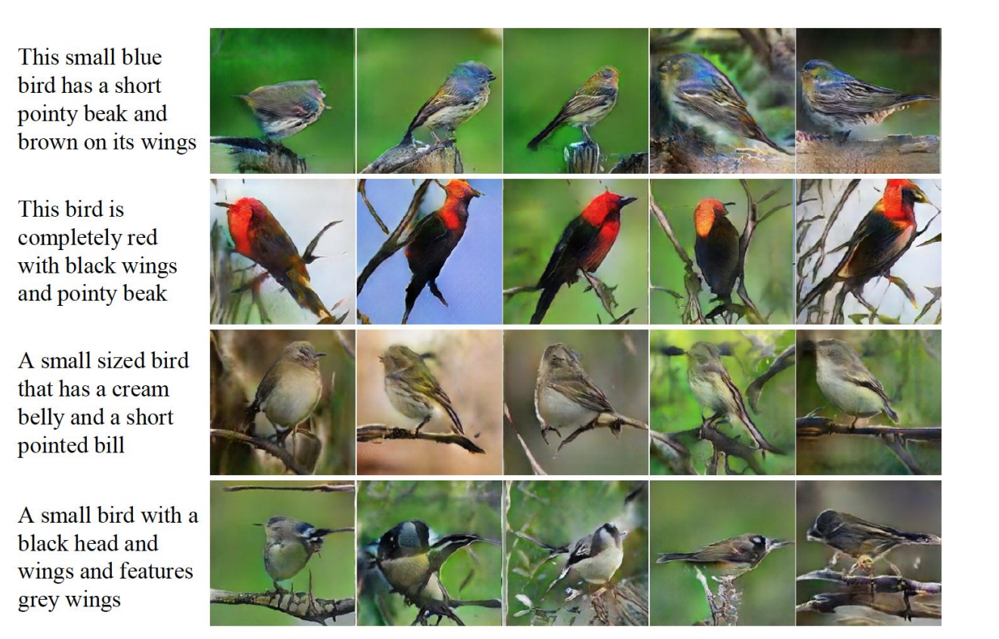 This small blue
bird has a short
pointy beak and
brown on its wings
This bird is
completely red
with black wings
and pointy beak
A small sized bird
that has a cream
belly and a short
pointed bill
A small bird with a
black head and
wings and features
grey wings